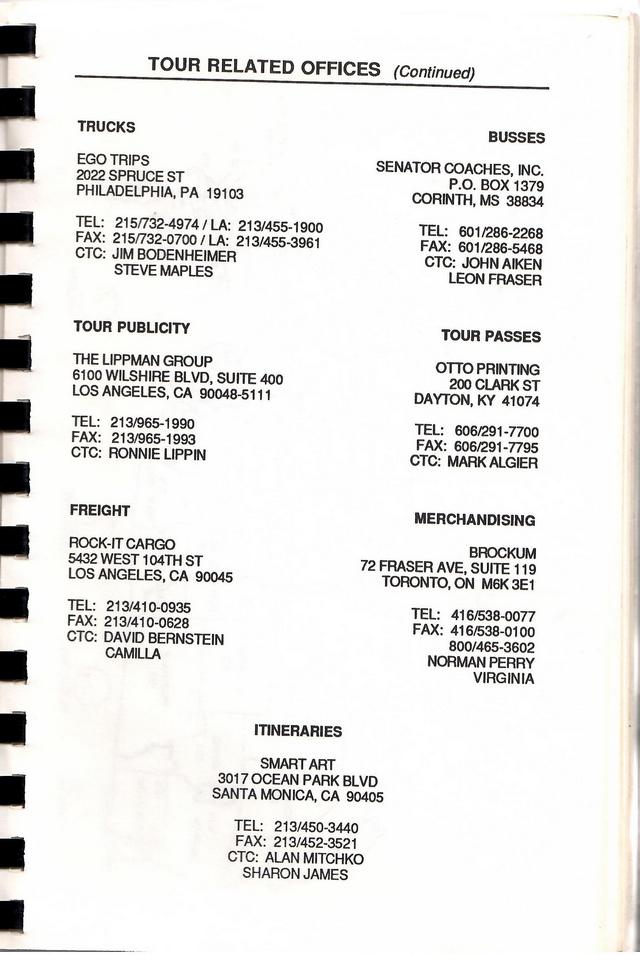 TOUR RELATED OFFICES (Continued)
TRUCKS
EGO TRIPS
2022 SPRUCE ST
PHILADELPHIA, PA 19103
TEL: 215/732-4974 / LA: 213/455-1900
FAX: 215/732-0700 / LA: 213/455-3961
CTC: JIM BODENHEIMER
STEVE MAPLES
BUSSES
SENATOR COACHES, INC.
P.O. BOX 1379
CORINTH, MS 38834
TEL: 601/286-2268
FAX: 601/286-5468
CTC: JOHN AIKEN
LEON FRASER
TOUR PUBLICITY
THE LIPPMAN GROUP
6100 WILSHIRE BLVD, SUITE 400
LOS ANGELES, CA 90048-5111
TEL: 213/965-1990
FAX: 213/965-1993
CTC: RONNIE LIPPIN
TOUR PASSES
OTTO PRINTING
200 CLARK ST
DAYTON, KY 41074
TEL: 606/291-7700
FAX: 606/291-7795
CTC: MARK ALGIER
FREIGHT
ROCK-IT CARGO
5432 WEST 104TH ST
LOS ANGELES, CA 90045
TEL: 213/410-0935
FAX: 213/410-0628
CTC: DAVID BERNSTEIN
CAMILLA
MERCHANDISING
BROCKUM
72 FRASER AVE, SUITE 119
TORONTO, ON M6K 3E1
TEL: 416/538-0077
FAX: 416/538-0100
800/465-3602
NORMAN PERRY
VIRGINIA
ITINERARIES
SMART ART
3017 OCEAN PARK BLVD
SANTA MONICA, CA 90405
TEL: 213/450-3440
FAX: 213/452-3521
CTC: ALAN MITCHKO
SHARON JAMES